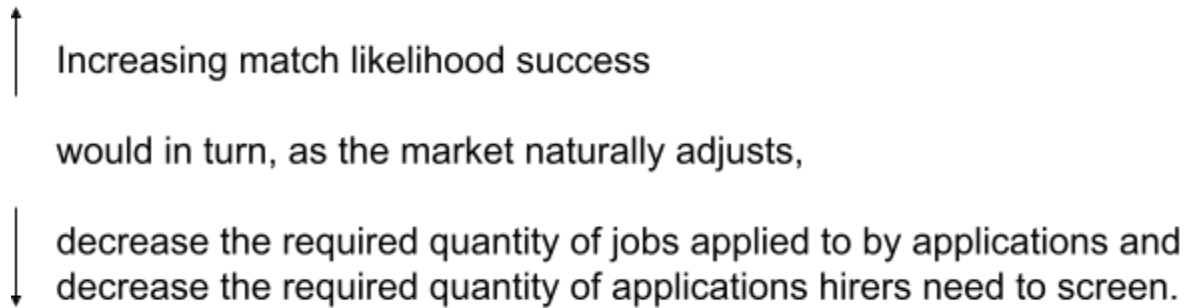 Increasing match likelihood success
would in turn, as the market naturally adjusts,
decrease the required quantity of jobs applied to by applications and
decrease the required quantity of applications hirers need to screen.